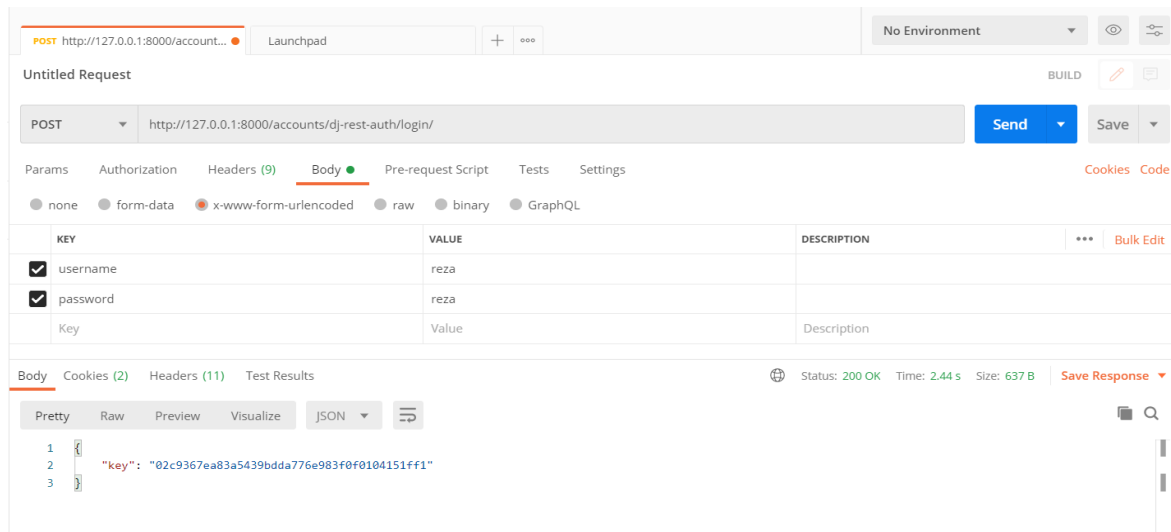 POST http://127.0.0.1:8000/account... Launchpad No Environment
Untitled Request BUILD
POST http://127.0.0.1:8000/accounts/dj-rest-auth/login/ Send Save
Params Authorization Headers (9) Body Pre-request Script Tests Settings Cookies Code
none form-data x-www-form-urlencoded raw binary GraphQL
KEY VALUE DESCRIPTION Bulk Edit
username reza
password reza
Key Value Description
Body Cookies (2) Headers (11) Test Results Status: 200 OK Time: 2.44 s Size: 637 B Save Response
Pretty Raw Preview Visualize JSON
1 {
2 "key": "02c9367ea83a5439bdda776e983f0f0104151ff1"
3 }